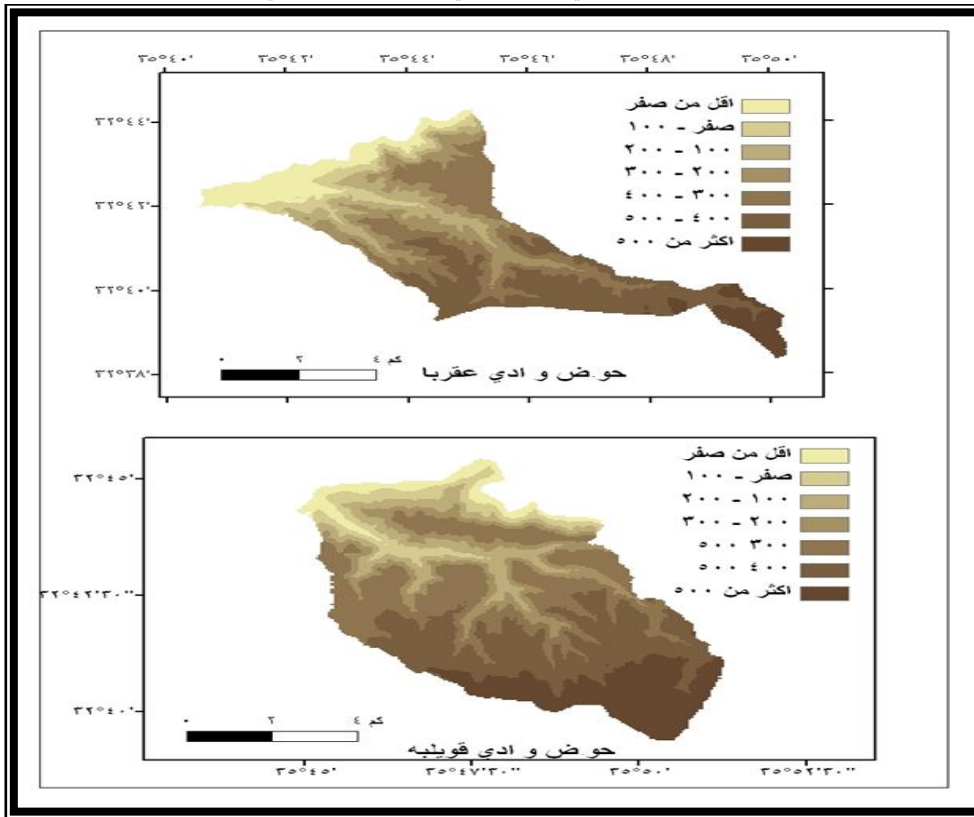 ٣٥°٤٠' ٣٥°٤٢' ٣٥°٤٤' ٣٥°٤٦' ٣٥°٤٨' ٣٥°٥٠'
٣٢°٤٤'
٣٢°٤٢'
٣٢°٤٠'
٣٢°٣٨'
اقل من صفر
صفر - ١٠٠
١٠٠ - ٢٠٠
٢٠٠ - ٣٠٠
٣٠٠ - ٤٠٠
٤٠٠ - ٥٠٠
اكثر من ٥٠٠
٠ ٢ ٤ كم
حو.ض و ادي عقربا
٣٢°٤٥'
٣٢°٤٢'٣٠"
٣٢°٤٠'
اقل من صفر
صفر - ١٠٠
١٠٠ - ٢٠٠
٢٠٠ - ٣٠٠
٣٠٠ ٥٠٠
٤٠٠ ٥٠٠
اكثر من ٥٠٠
٠ ٢ ٤ كم
حو.ض و ادي قويلبه
٣٥°٤٥' ٣٥°٤٧'٣٠" ٣٥°٥٠' ٣٥°٥٢'٣٠"